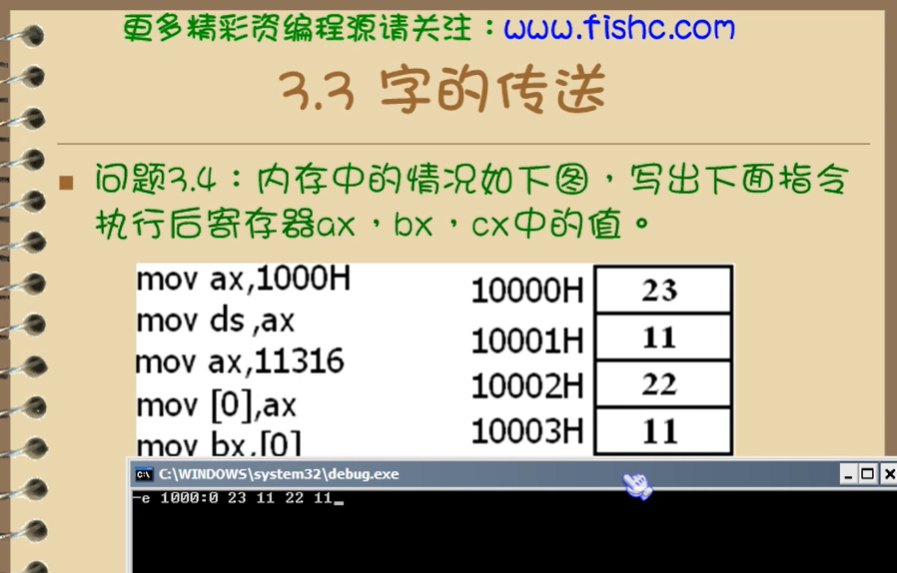 更多精彩资编程源请关注：www.fishc.com
3.3 字的传送
问题3.4：内存中的情况如下图，写出下面指令
执行后寄存器ax，bx，cx中的值。
mov ax,1000H
mov ds ,ax
mov ax,11316
mov [0],ax
mov bx,[0]
10000H 23
10001H 11
10002H 22
10003H 11
C:\WINDOWS\system32\debug.exe
-e 1000:0 23 11 22 11_